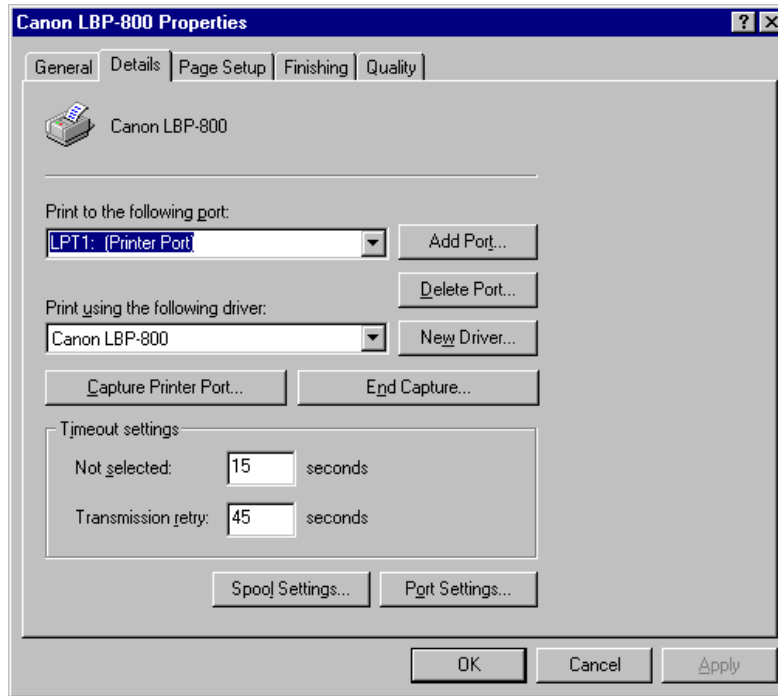 Canon LBP-800 Properties
General Details Page Setup Finishing Quality
Canon LBP-800
Print to the following port:
LPT1: (Printer Port) Add Port...
Delete Port...
Print using the following driver:
Canon LBP-800 New Driver...
Capture Printer Port... End Capture...
Timeout settings
Not selected: 15 seconds
Transmission retry: 45 seconds
Spool Settings... Port Settings...
OK Cancel Apply